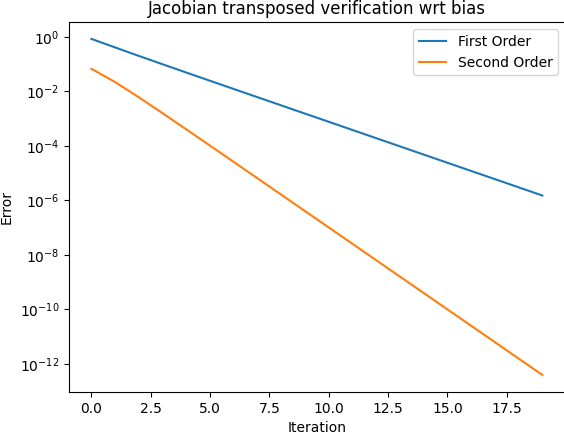 Jacobian transposed verification wrt bias
10⁰
10⁻²
10⁻⁴
10⁻⁶
10⁻⁸
10⁻¹⁰
10⁻¹²
Error
First Order
Second Order
0.0 2.5 5.0 7.5 10.0 12.5 15.0 17.5
Iteration